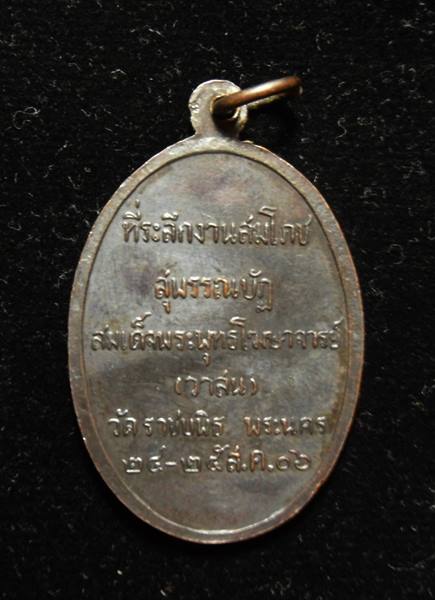 ที่ระลึกงานสมโภช
สุพรรณบัฏ
สมเด็จพระพุทธโฆษาจารย์
(วาสน)
วัดราชบพิธ พระนคร
๒๔-๒๕ ส.ค.๐๖